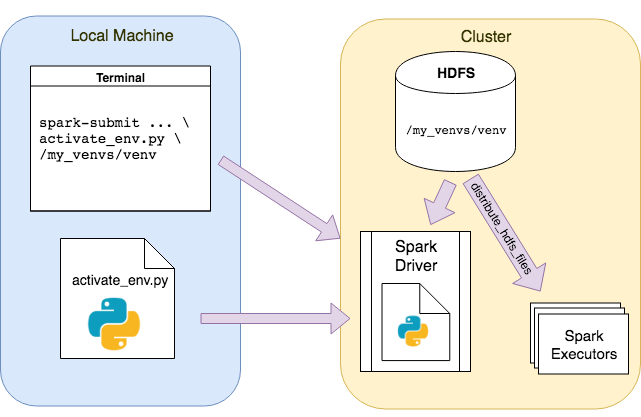 Local Machine
Terminal
spark-submit ... \
activate_env.py \
/my_venvs/venv
activate_env.py
Cluster
HDFS
/my_venvs/venv
distribute_hdfs_files
Spark
Driver
Spark
Executors